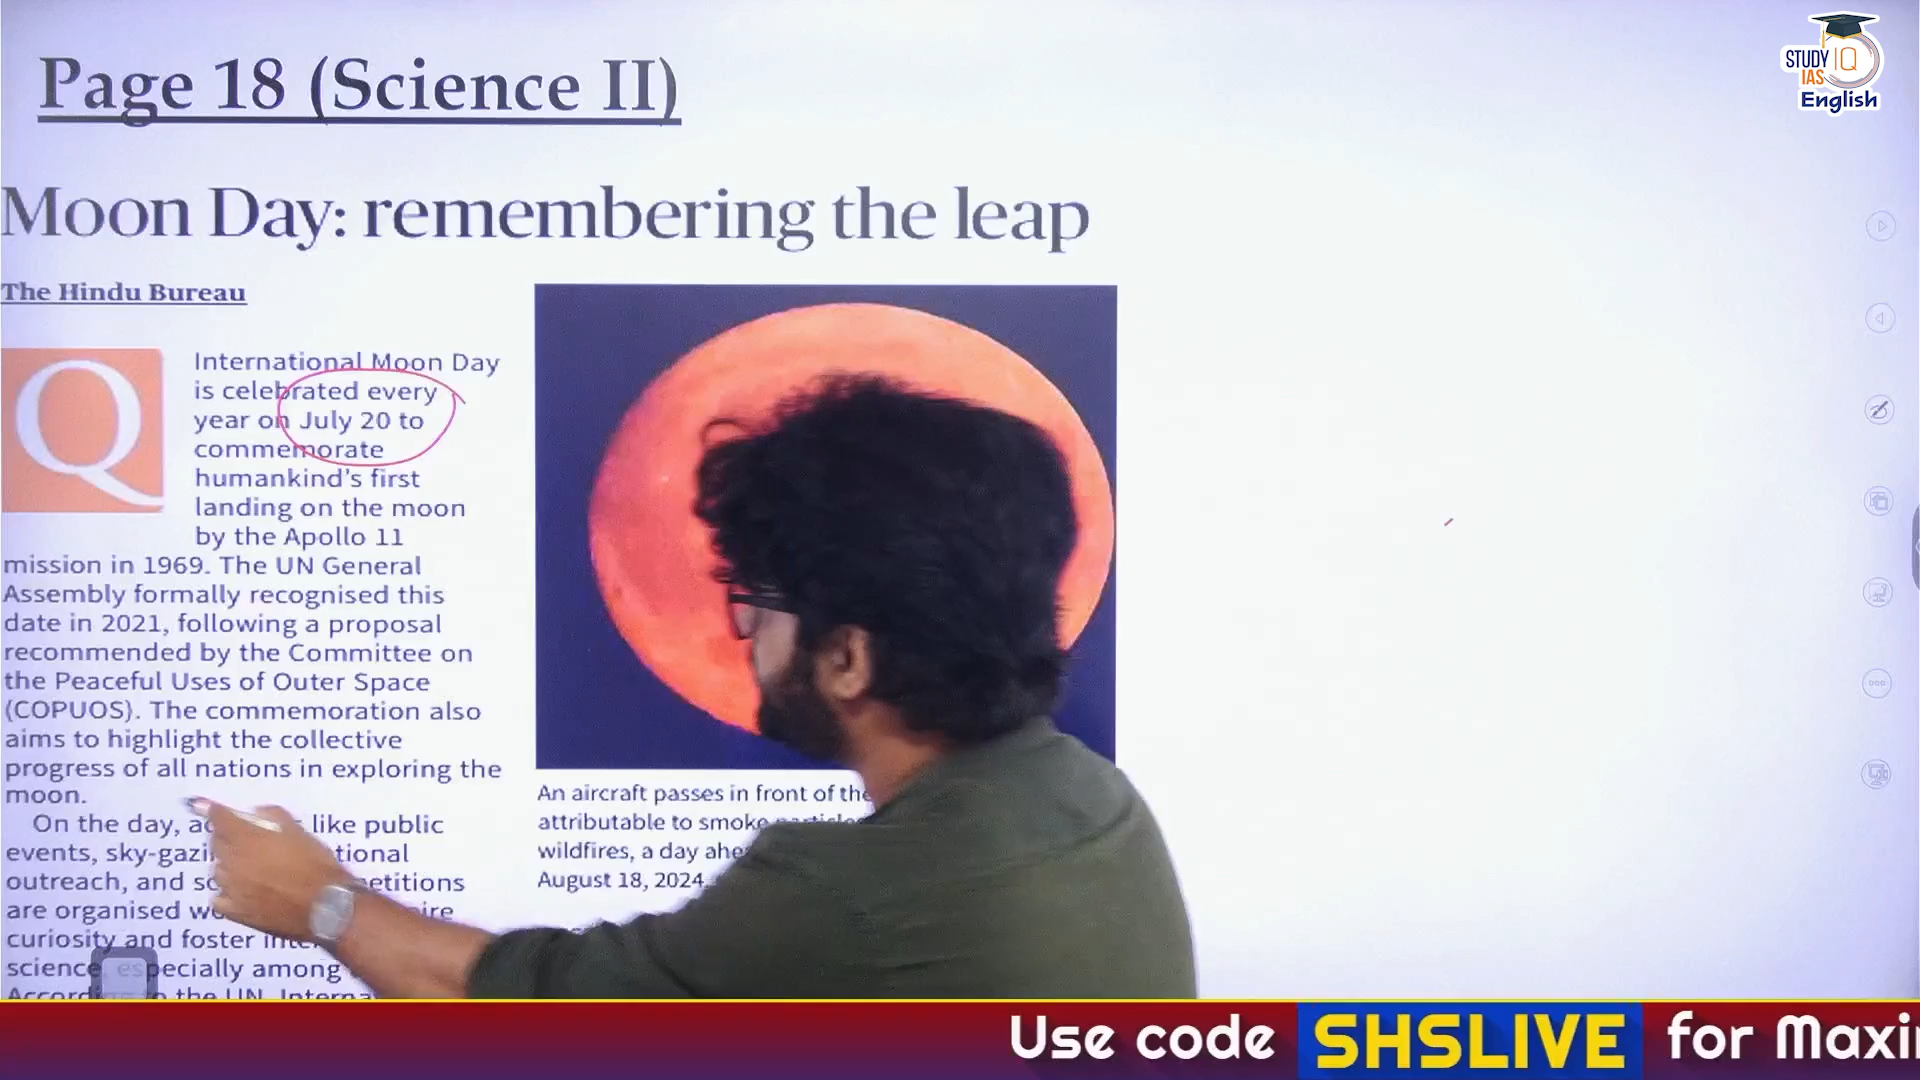 Page 18 (Science II)
STUDY IQ
IAS
English
Moon Day: remembering the leap
The Hindu Bureau
Q
International Moon Day
is celebrated every
year on July 20 to
commemorate
humankind's first
landing on the moon
by the Apollo 11
mission in 1969. The UN General
Assembly formally recognised this
date in 2021, following a proposal
recommended by the Committee on
the Peaceful Uses of Outer Space
(COPUOS). The commemoration also
aims to highlight the collective
progress of all nations in exploring the
moon.
On the day, like public
events,
outreach, and
are organised
curiosity and foster
science, especially among
the UN,
An aircraft passes in front of the
attributable to smoke
wildfires, a day
August 18, 2024.
Use code SHSLIVE for